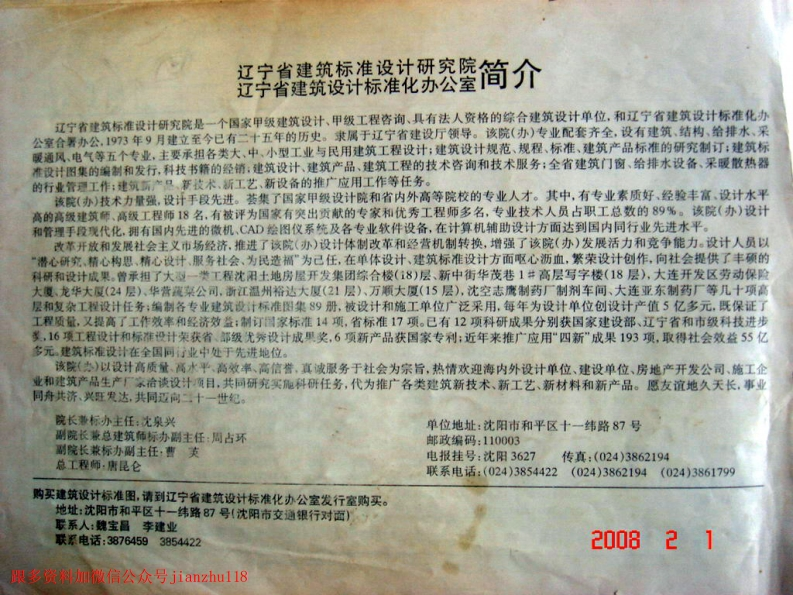 辽宁省建筑标准设计研究院
辽宁省建筑设计标准化办公室
简介
辽宁省建筑标准设计研究院是一个国家甲级建筑设计、甲级工程咨询、具有法人资格的综合建筑设计单位,和辽宁省建筑设计标准化办
公室合署办公,1973年9月建立至今已有二十五年的历史。隶属于辽宁省建设厅领导。该院(办)专业配套齐全,设有建筑、结构、给排水、采
暖通风、电气等五个专业,主要承担各类大、中、小型工业与民用建筑工程设计;建筑设计规范、规程、标准、建筑产品标准的研究制订;建筑标
准设计图集的编制和发行,科技书籍的经销;建筑设计、建筑产品、建筑工程的技术咨询和技术服务;全省建筑门窗、给排水设备、采暖散热器
的行业管理工作;建筑新产品、新技术、新工艺、新设备的推广应用工作等任务。
该院(办)技术力量强,设计手段先进。荟集了国家甲级设计院和省内外高等院校的专业人才。其中,有专业素质好、经验丰富、设计水平
高的高级建筑师、高级工程师18名,有被评为国家有突出贡献的专家和优秀工程师多名,专业技术人员占职工总数的89%。该院(办)设计
和管理手段现代化,拥有国内先进的微机、CAD绘图仪系统及各专业软件设备,在计算机辅助设计方面达到国内同行业先进水平。
改革开放和发展社会主义市场经济,推进了该院(办)设计体制改革和经营机制转换,增强了该院(办)发展活力和竞争能力。设计人员以
“潜心研究、精心构思、精心设计、服务社会、为民造福”为己任,在单体设计、建筑标准设计方面呕心沥血,繁荣设计创作,向社会提供了丰硕的
科研和设计成果。曾承担了大型一类工程沈阳土地房屋开发集团综合楼(18)层、新中街华茂巷1#高层写字楼(18层),大连开发区劳动保险
大厦、龙华大厦(24层),华营蔬菜公司,浙江温州裕达大厦(21层)、万顺大厦(15层),沈空志鹰制药厂制剂车间、大连亚东制药厂等几十项高
层和复杂工程设计任务;编制各专业建筑设计标准图集89册,被设计和施工单位广泛采用,每年为设计单位创设计产值5亿多元,既保证了
工程质量,又提高了工作效率和经济效益;制订国家标准14项,省标准17项。已有12项科研成果分别获国家建设部、辽宁省和市级科技进步
奖,16项工程设计和标准设计荣获省、部级优秀设计成果奖,6项新产品获国家专利;近年来推广应用“四新”成果193项,取得社会效益55亿
多元。建筑标准设计在全国同行业中处于先进地位。
该院(办)以设计高质量、高水平、高效率、高信誉、真诚服务于社会为宗旨,热情欢迎海内外设计单位、建设单位、房地产开发公司、施工企
业和建筑产品生产厂家洽谈设计项目,共同研究实施科研任务,代为推广各类建筑新技术、新工艺、新材料和新产品。愿友谊地久天长,事业
同舟共济、兴旺发达,共同迈向二十一世纪。
院长兼标办主任:沈泉兴
副院长兼总建筑师标办副主任:周占环
副院长兼标办副主任:曹 芙
总工程师:唐昆仑
单位地址:沈阳市和平区十一纬路87号
邮政编码:110003
电报挂号:沈阳3627 传真:(024)3862194
联系电话:(024)3854422 (024)3862194 (024)3861799
购买建筑设计标准图,请到辽宁省建筑设计标准化办公室发行室购买。
地址:沈阳市和平区十一纬路87号(沈阳市交通银行对面)
联系人:魏宝昌 李建业
联系电话:3876459 3854422
2008 2 1
跟多资料加微信公众号jianzhu118